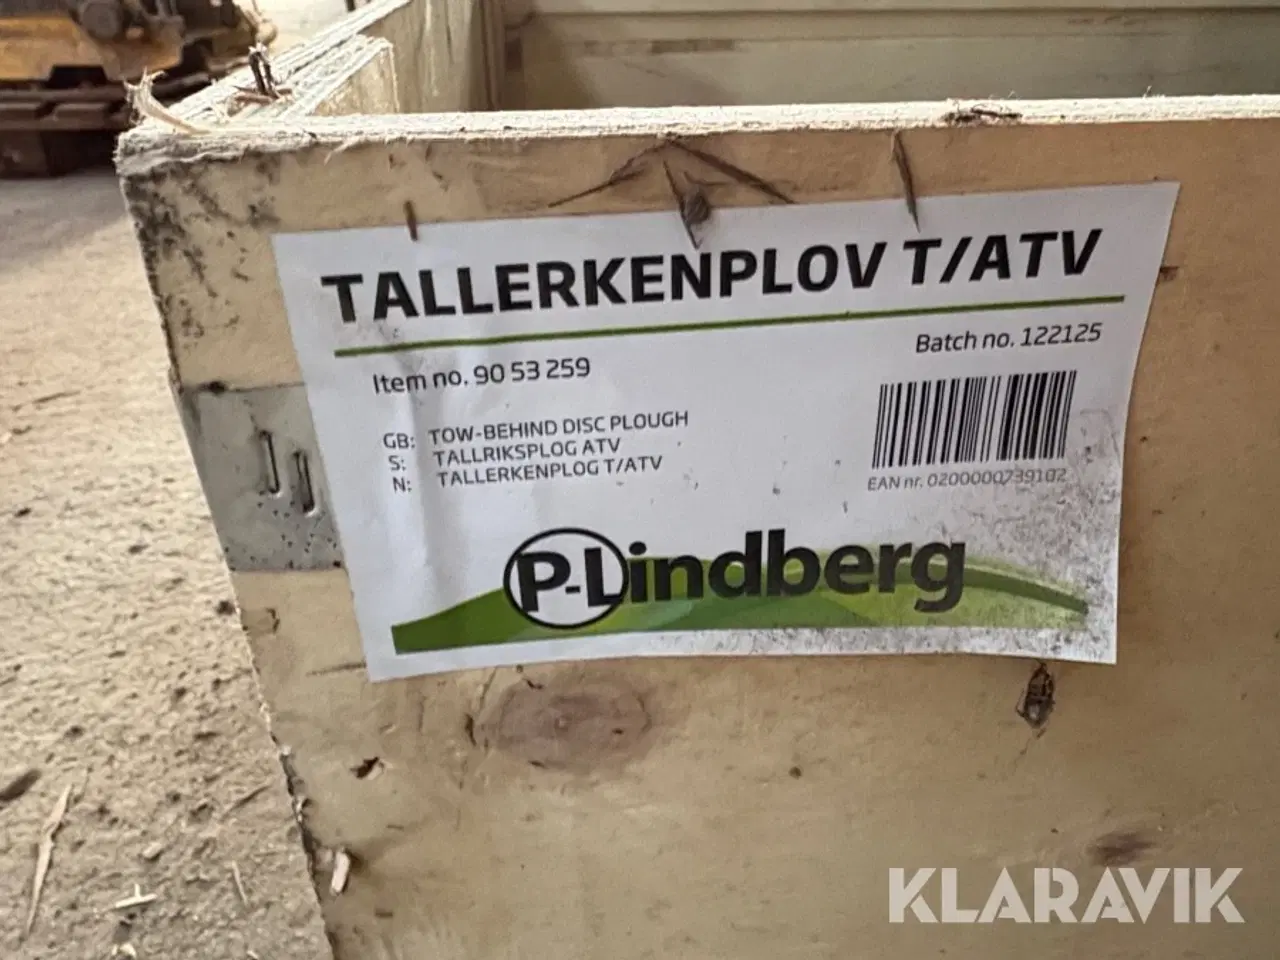 TALLERKENPLOV T/ATV
Item no. 90 53 259
Batch no. 122125
GB: TOW-BEHIND DISC PLOUGH
S: TALLRIKSPLOG ATV
N: TALLERKENPLOG T/ATV
EAN nr. 0200000739102
P-Lindberg
KLARAVIK